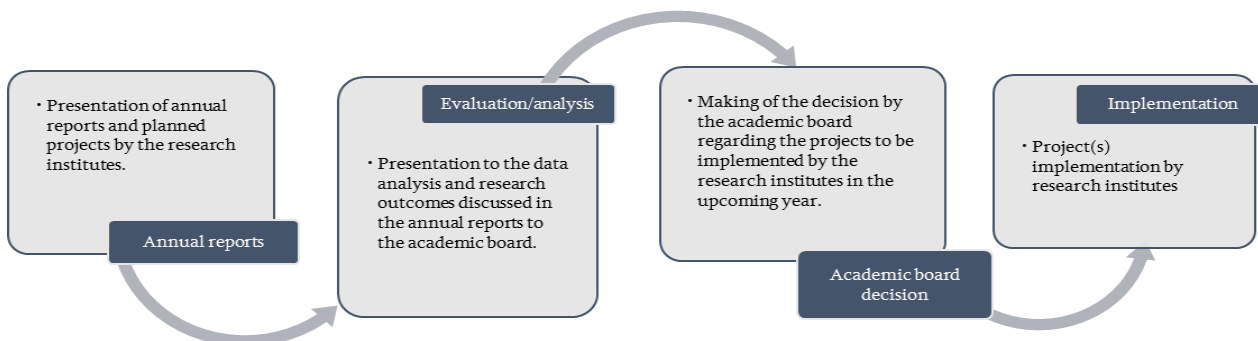 · Presentation of annual
reports and planned
projects by the research
institutes.
Annual reports
Evaluation/analysis
· Presentation to the data
analysis and research
outcomes discussed in
the annual reports to
the academic board.
· Making of the decision by
the academic board
regarding the projects to be
implemented by the
research institutes in the
upcoming year.
Academic board
decision
Implementation
· Project(s)
implementation by
research institutes